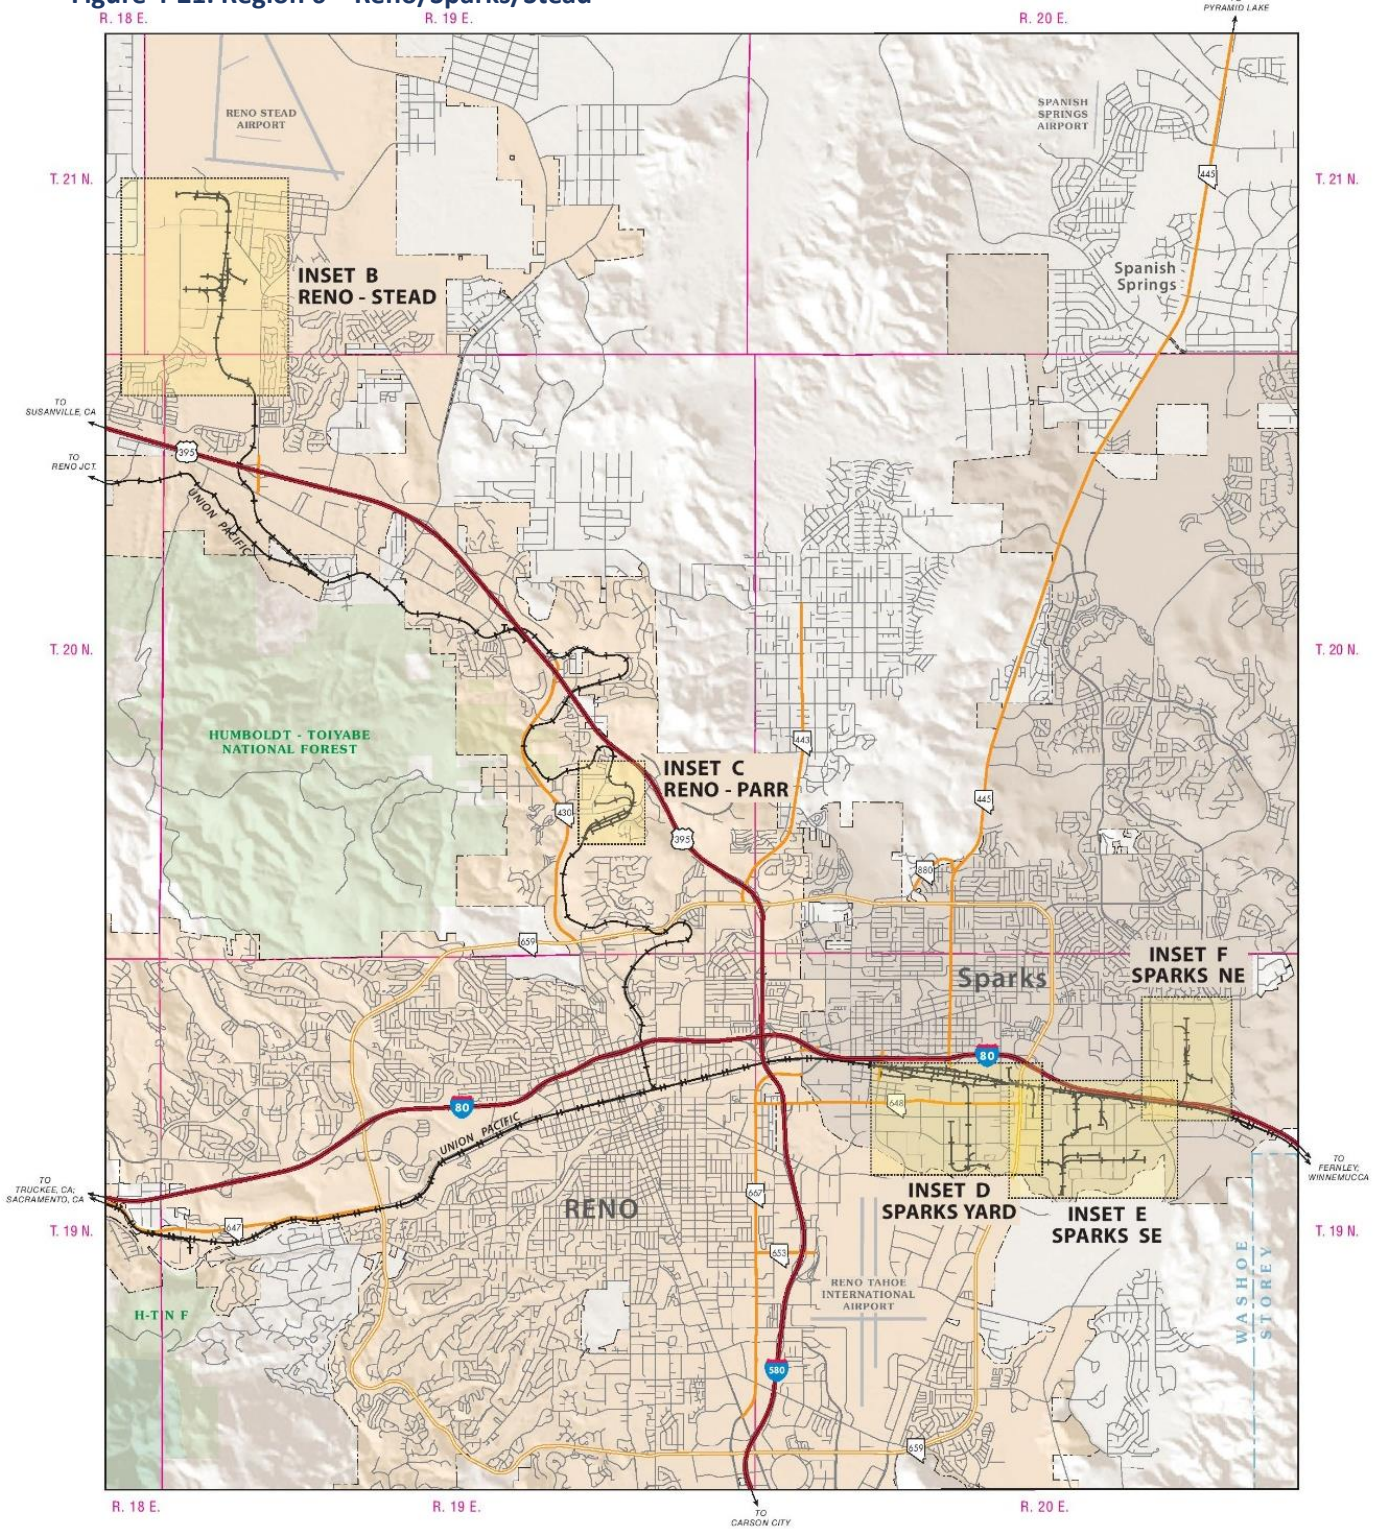 R. 18 E.
R. 19 E.
R. 20 E.
PYRAMID LAKE
RENO STEAD
AIRPORT
SPANISH
SPRINGS
AIRPORT
T. 21 N.
445
T. 21 N.
INSET B
RENO - STEAD
Spanish
Springs
TO
SUSANVILLE, CA
395
TO
RENO JCT.
UNION PACIFIC
T. 20 N.
T. 20 N.
HUMBOLDT - TOIYABE
NATIONAL FOREST
443
INSET C
RENO - PARR
445
430
395
880
659
INSET F
SPARKS NE
Sparks
80
80
648
UNION PACIFIC
TO
FERNLEY;
WINNEMUCCA
TO
TRUCKEE, CA;
SACRAMENTO, CA
667
INSET D
SPARKS YARD
RENO
INSET E
SPARKS SE
T. 19 N.
647
T. 19 N.
653
WASHOE
STOREY
RENO TAHOE
INTERNATIONAL
AIRPORT
H-T N F
580
659
R. 18 E.
R. 19 E.
R. 20 E.
TO
CARSON CITY